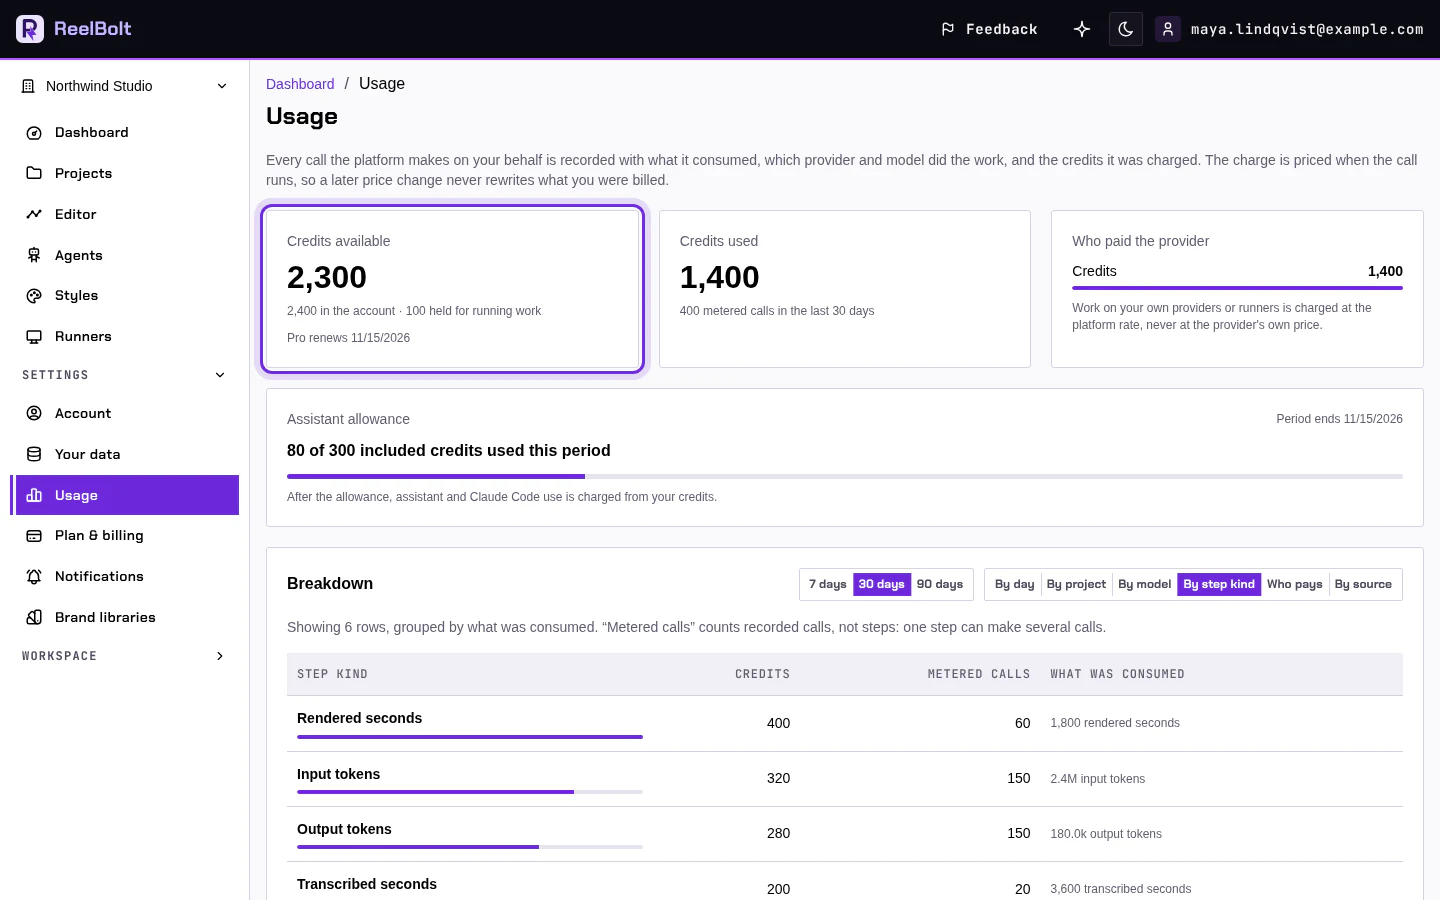 ReelBolt
Feedback
maya.lindqvist@example.com
Northwind Studio
Dashboard
Projects
Editor
Agents
Styles
Runners
SETTINGS
Account
Your data
Usage
Plan & billing
Notifications
Brand libraries
WORKSPACE
Dashboard / Usage
Usage
Every call the platform makes on your behalf is recorded with what it consumed, which provider and model did the work, and the credits it was charged. The charge is priced when the call
runs, so a later price change never rewrites what you were billed.
Credits available
2,300
2,400 in the account · 100 held for running work
Pro renews 11/15/2026
Credits used
1,400
400 metered calls in the last 30 days
Who paid the provider
Credits 1,400
Work on your own providers or runners is charged at the
platform rate, never at the provider's own price.
Assistant allowance Period ends 11/15/2026
80 of 300 included credits used this period
After the allowance, assistant and Claude Code use is charged from your credits.
Breakdown 7 days 30 days 90 days By day By project By model By step kind Who pays By source
Showing 6 rows, grouped by what was consumed. “Metered calls” counts recorded calls, not steps: one step can make several calls.
STEP KIND CREDITS METERED CALLS WHAT WAS CONSUMED
Rendered seconds 400 60 1,800 rendered seconds
Input tokens 320 150 2.4M input tokens
Output tokens 280 150 180.0k output tokens
Transcribed seconds 200 20 3,600 transcribed seconds